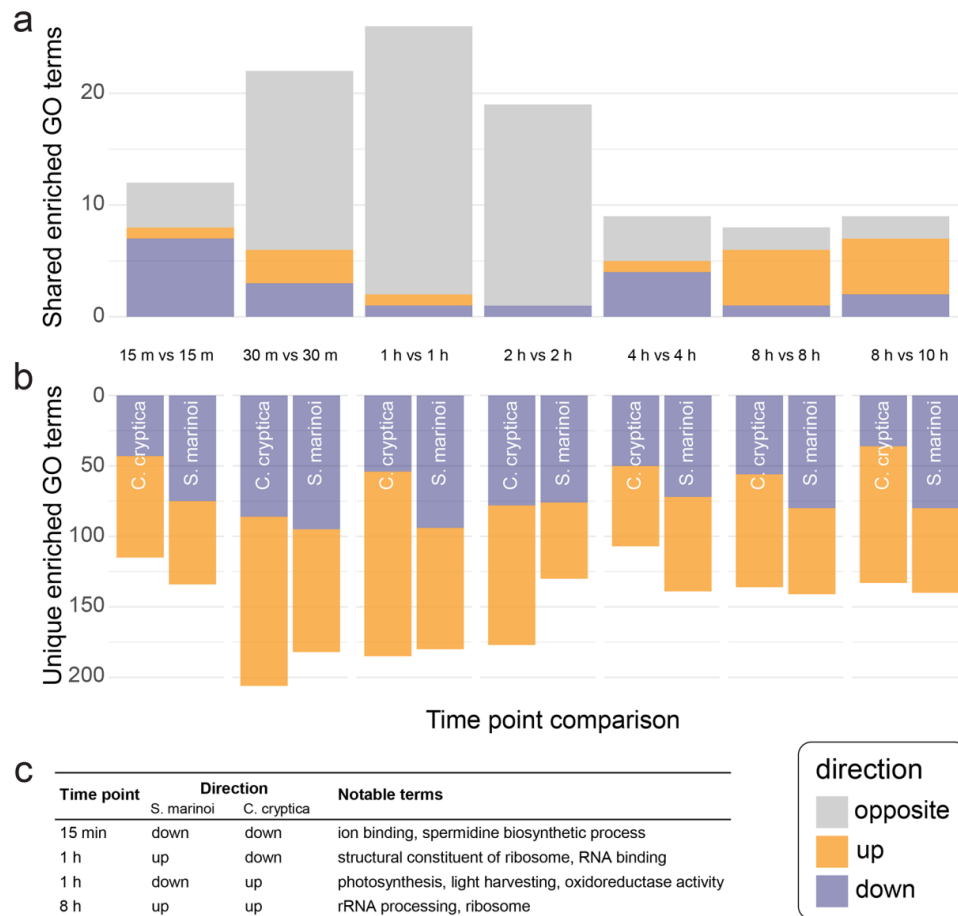 a
Shared enriched GO terms
20
10
0
15 m vs 15 m 30 m vs 30 m 1 h vs 1 h 2 h vs 2 h 4 h vs 4 h 8 h vs 8 h 8 h vs 10 h
b
Unique enriched GO terms
0
50
100
150
200
C. cryptica S. marinoi C. cryptica S. marinoi C. cryptica S. marinoi C. cryptica S. marinoi C. cryptica S. marinoi C. cryptica S. marinoi C. cryptica S. marinoi
Time point comparison
c
Time point Direction Notable terms
S. marinoi C. cryptica
15 min down down ion binding, spermidine biosynthetic process
1 h up down structural constituent of ribosome, RNA binding
1 h down up photosynthesis, light harvesting, oxidoreductase activity
8 h up up rRNA processing, ribosome
direction
opposite
up
down